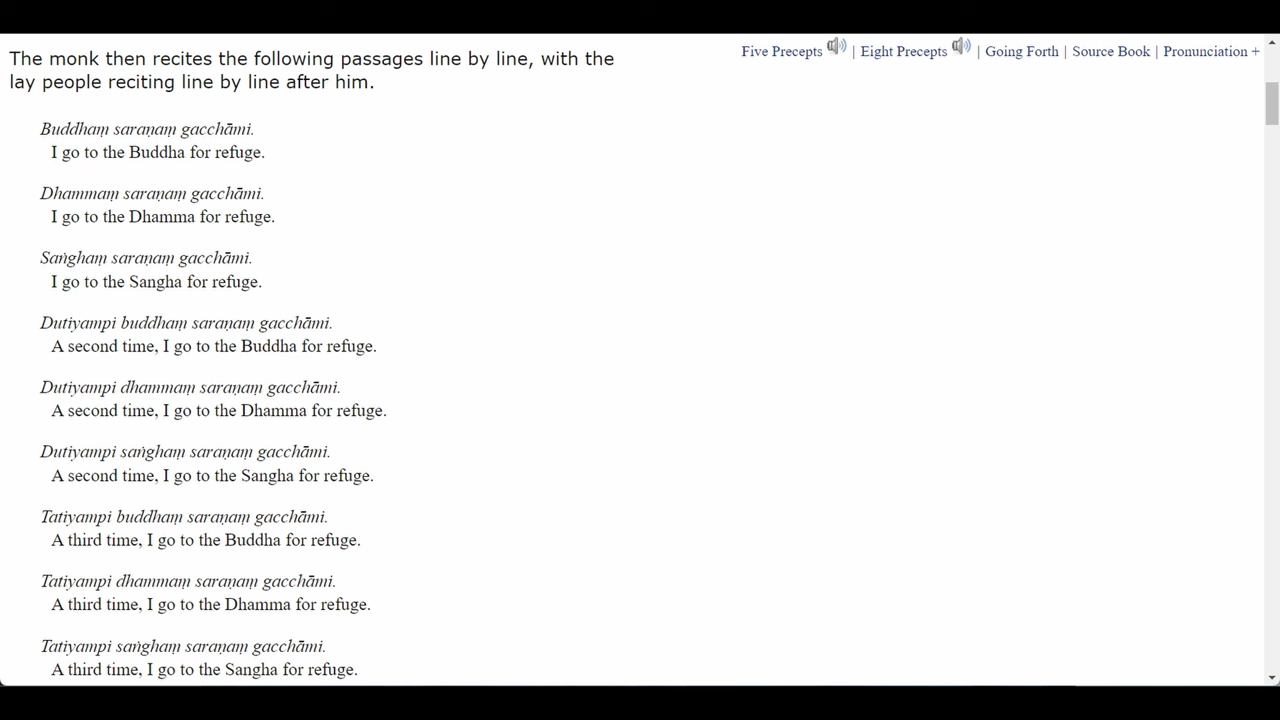 The monk then recites the following passages line by line, with the
lay people reciting line by line after him.
Five Precepts | Eight Precepts | Going Forth | Source Book | Pronunciation +
Buddhaṃ saraṇaṃ gacchāmi.
I go to the Buddha for refuge.
Dhammaṃ saraṇaṃ gacchāmi.
I go to the Dhamma for refuge.
Saṅghaṃ saraṇaṃ gacchāmi.
I go to the Sangha for refuge.
Dutiyampi buddhaṃ saraṇaṃ gacchāmi.
A second time, I go to the Buddha for refuge.
Dutiyampi dhammaṃ saraṇaṃ gacchāmi.
A second time, I go to the Dhamma for refuge.
Dutiyampi saṅghaṃ saraṇaṃ gacchāmi.
A second time, I go to the Sangha for refuge.
Tatiyampi buddhaṃ saraṇaṃ gacchāmi.
A third time, I go to the Buddha for refuge.
Tatiyampi dhammaṃ saraṇaṃ gacchāmi.
A third time, I go to the Dhamma for refuge.
Tatiyampi saṅghaṃ saraṇaṃ gacchāmi.
A third time, I go to the Sangha for refuge.